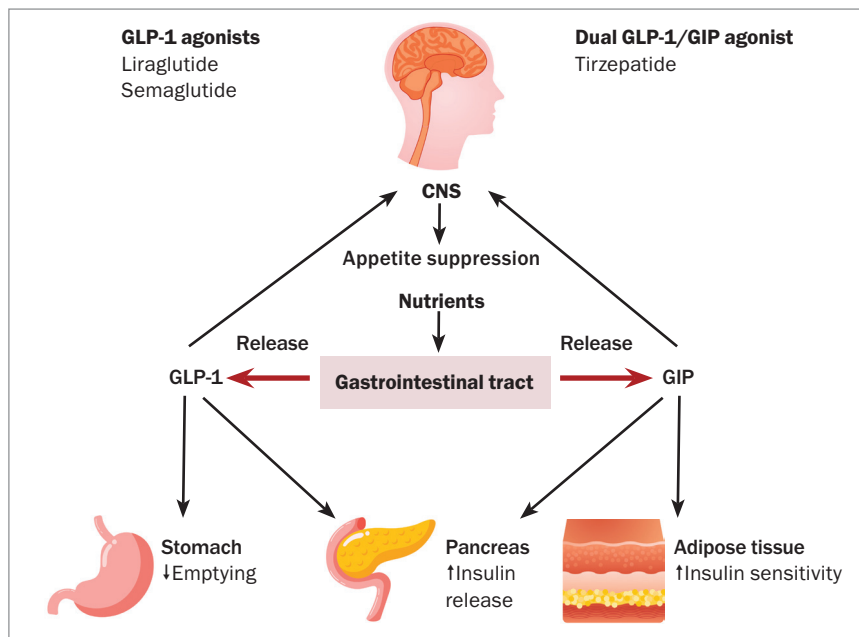 GLP-1 agonists
Liraglutide
Semaglutide
Dual GLP-1/GIP agonist
Tirzepatide
CNS
Appetite suppression
Nutrients
Release
Release
GLP-1
Gastrointestinal tract
GIP
Stomach
↓Emptying
Pancreas
↑Insulin
release
Adipose tissue
↑Insulin sensitivity